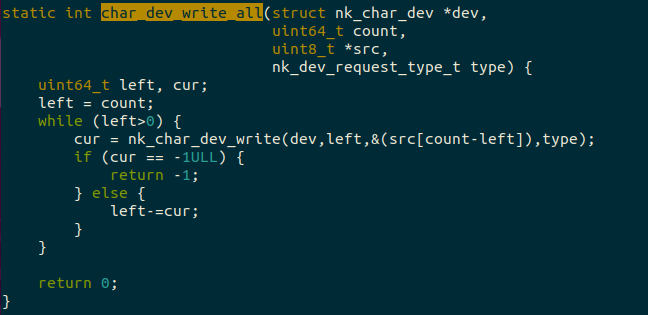 static int char_dev_write_all(struct nk_char_dev *dev,
                              uint64_t count,
                              uint8_t *src,
                              nk_dev_request_type_t type) {
    uint64_t left, cur;
    left = count;
    while (left>0) {
        cur = nk_char_dev_write(dev,left,&(src[count-left]),type);
        if (cur == -1ULL) {
            return -1;
        } else {
            left-=cur;
        }
    }

    return 0;
}